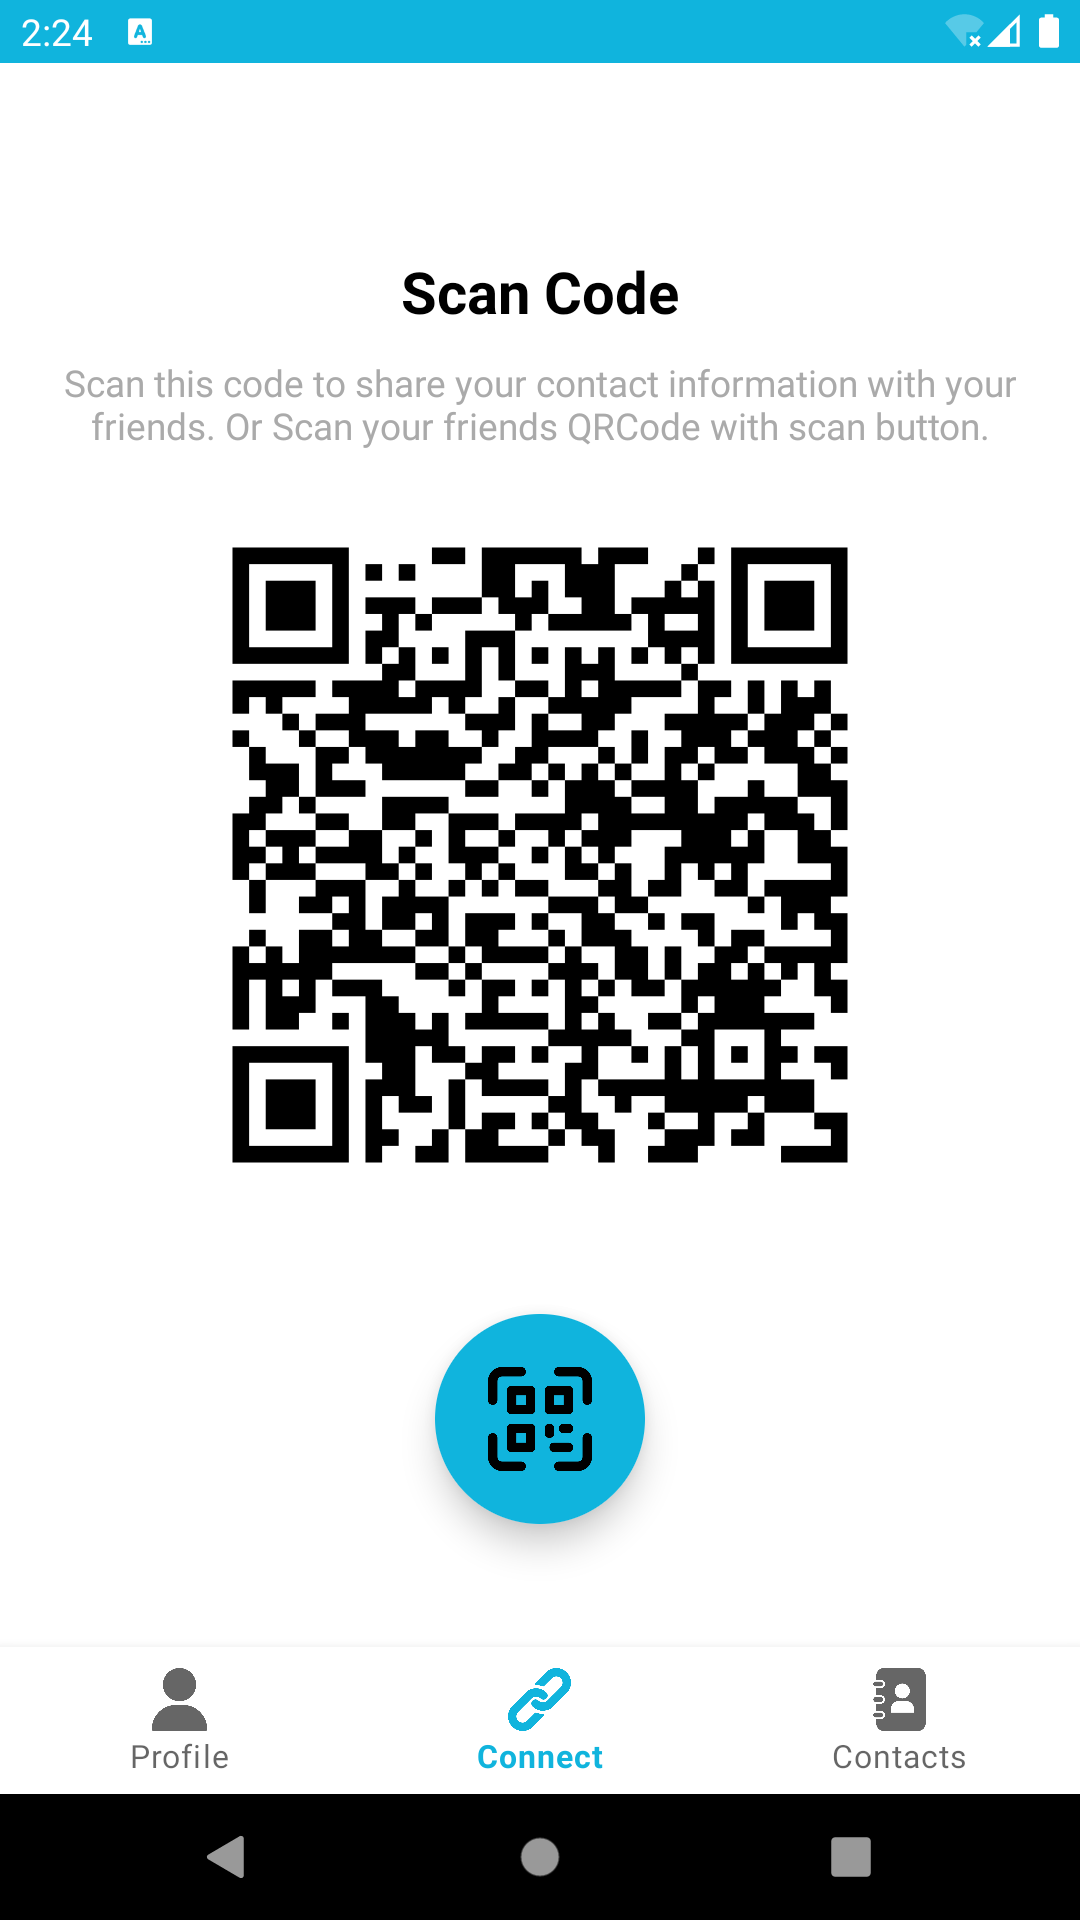 2:24
A
Scan Code
Scan this code to share your contact information with your
friends. Or Scan your friends QRCode with scan button.
Profile
Connect
Contacts